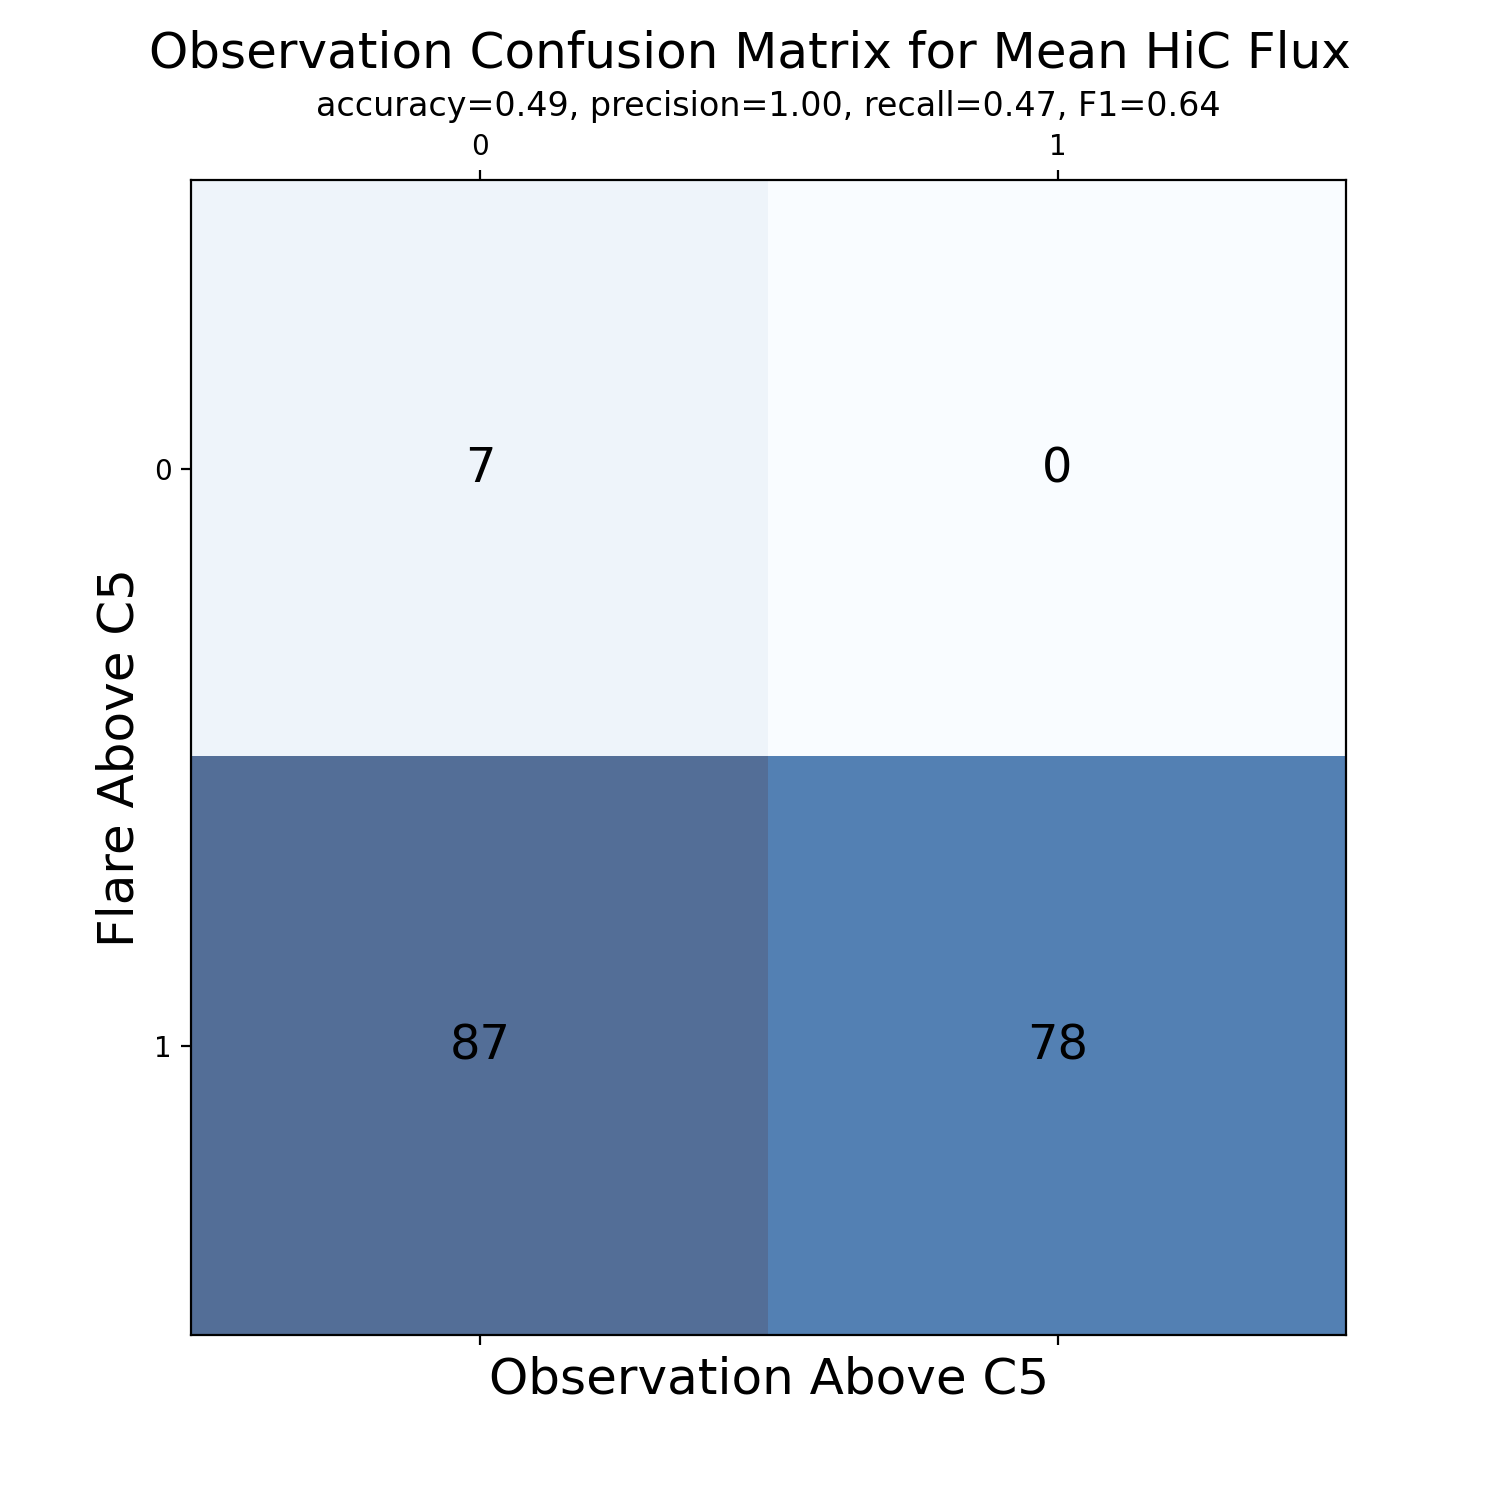 Observation Confusion Matrix for Mean HiC Flux
accuracy=0.49, precision=1.00, recall=0.47, F1=0.64
0 1
0 7 0
Flare Above C5
1 87 78
Observation Above C5